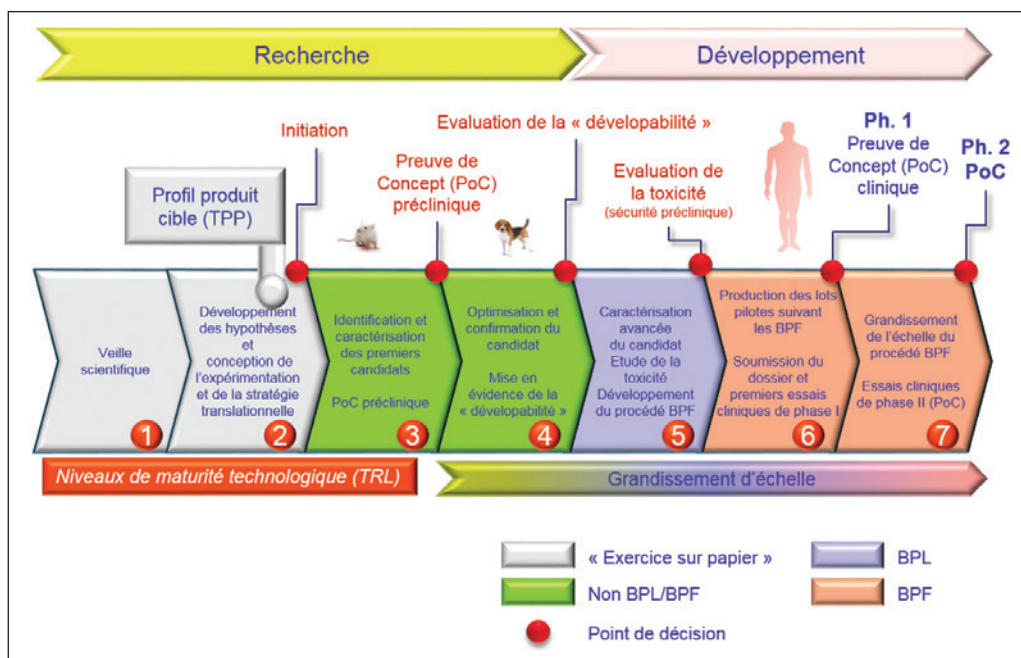 Recherche
Développement
Initiation
Evaluation de la « dévelopabilité »
Ph. 1
Preuve de
Concept (PoC)
clinique
Ph. 2
PoC
Preuve de
Concept (PoC)
préclinique
Evaluation de
la toxicité
(sécurité préclinique)
Profil produit
cible (TPP)
Veille
scientifique
1
Développement
des hypothèses
et
conception de
l'expérimentation
et de la stratégie
translationnelle
2
Identification et
caractérisation
des premiers
candidats
PoC préclinique
3
Optimisation et
confirmation du
candidat
Mise en
évidence de la
« dévelopabilité »
4
Caractérisation
avancée
du candidat
Etude de la
toxicité
Développement
du procédé BPF
5
Production des lots
pilotes suivant
les BPF
Soumission du
dossier et
premiers essais
cliniques de phase I
6
Grandissement
de l'échelle du
procédé BPF
Essais cliniques
de phase II (PoC)
7
Niveaux de maturité technologique (TRL)
Grandissement d'échelle
« Exercice sur papier »
BPL
Non BPL/BPF
BPF
Point de décision